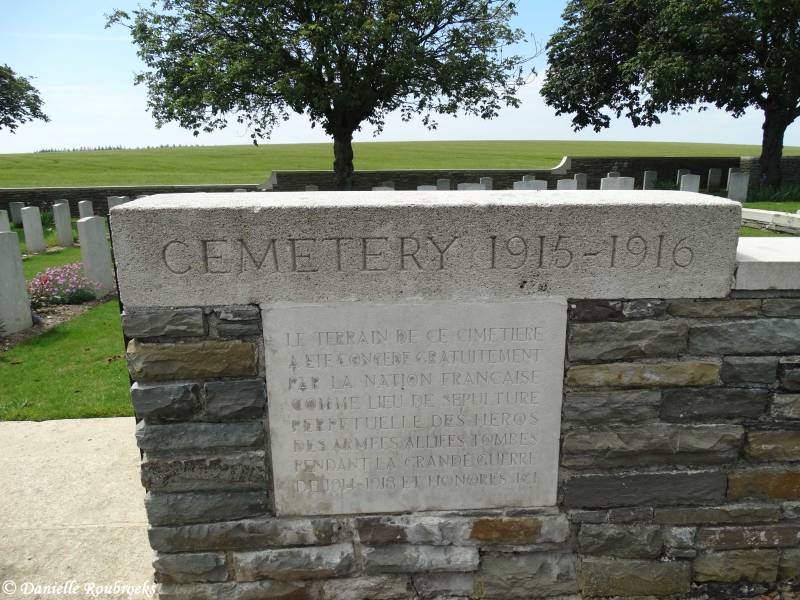 CEMETERY 1915-1916
LE TERRAIN DE CE CIMETIERE
A ETE CONCEDE GRATUITEMENT
PAR LA NATION FRANÇAISE
COMME LIEU DE SEPULTURE
PERPETUELLE DES HEROS
DES ARMEES ALLIEES TOMBES
PENDANT LA GRANDE GUERRE
DE 1914-1918 ET HONORES ICI
© Danielle Roubroeks